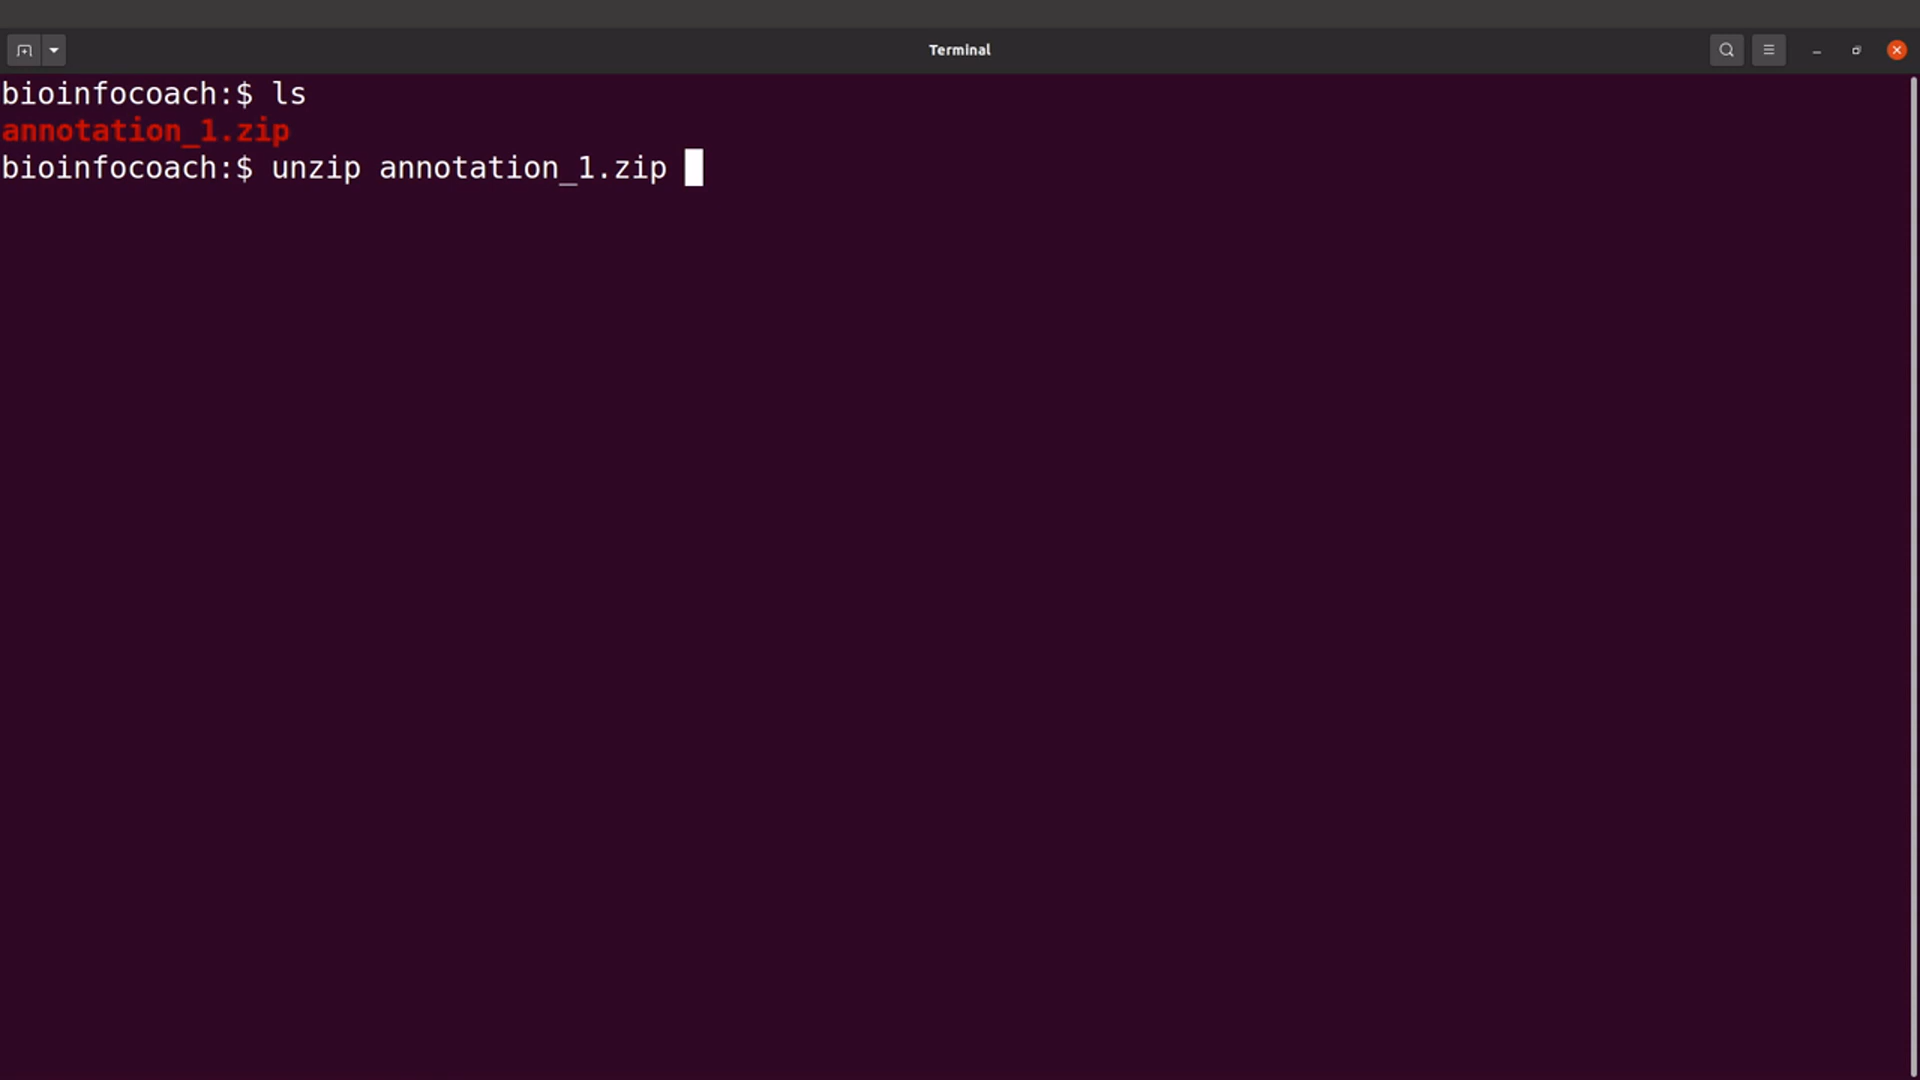 Terminal
bioinfocoach:$ ls
annotation_1.zip
bioinfocoach:$ unzip annotation_1.zip